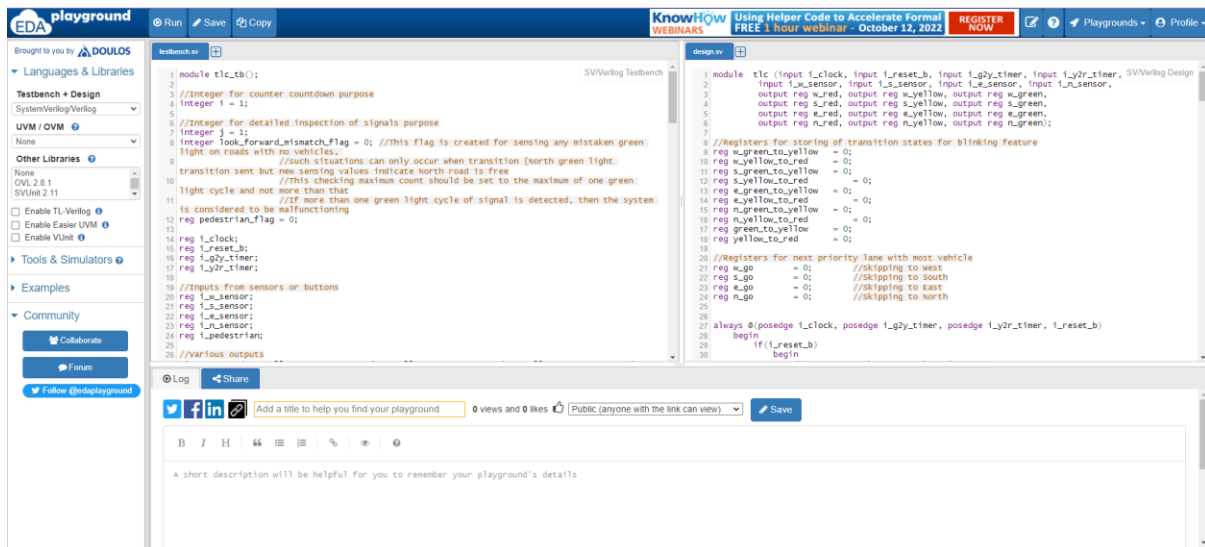 EDA playground
Run Save Copy
KnowHow WEBINARS
Using Helper Code to Accelerate Formal
FREE 1 hour webinar - October 12, 2022
REGISTER NOW
Playgrounds Profile
Brought to you by DOULOS
Languages & Libraries
Testbench + Design
SystemVerilog/Verilog
UVM / OVM
None
Other Libraries
None
OVL 2.8.1
SVUnit 2.11
Enable TL-Verilog
Enable Easier UVM
Enable VUnit
Tools & Simulators
Examples
Community
Collaborate
Forum
Follow @edaplayground
testbench.sv
SV/Verilog Testbench
1 module tlc_tb();
2
3 //Integer for counter countdown purpose
4 integer i = 1;
5
6 //Integer for detailed inspection of signals purpose
7 integer j = 1;
8 integer look_forward_mismatch_flag = 0; //This flag is created for sensing any mistaken green
light on roads with no vehicles,
9 //such situations can only occur when transition [North green light
transition sent but new sensing values indicate North road is free
10 //This checking maximum count should be set to the maximum of one green
light cycle and not more than that
11 //If more than one green light cycle of signal is detected, then the system
is considered to be malfunctioning
12 reg pedestrian_flag = 0;
13
14 reg i_clock;
15 reg i_reset_b;
16 reg i_g2y_timer;
17 reg i_y2r_timer;
18
19 //Inputs from sensors or buttons
20 reg i_w_sensor;
21 reg i_s_sensor;
22 reg i_e_sensor;
23 reg i_n_sensor;
24 reg i_pedestrian;
25
26 //Various outputs
design.sv
SV/Verilog Design
1 module tlc (input i_clock, input i_reset_b, input i_g2y_timer, input i_y2r_timer,
2 input i_w_sensor, input i_s_sensor, input i_e_sensor, input i_n_sensor,
3 output reg w_red, output reg w_yellow, output reg w_green,
4 output reg s_red, output reg s_yellow, output reg s_green,
5 output reg e_red, output reg e_yellow, output reg e_green,
6 output reg n_red, output reg n_yellow, output reg n_green);
7
8 //Registers for storing of transition states for blinking feature
9 reg w_green_to_yellow = 0;
10 reg w_yellow_to_red = 0;
11 reg s_green_to_yellow = 0;
12 reg s_yellow_to_red = 0;
13 reg e_green_to_yellow = 0;
14 reg e_yellow_to_red = 0;
15 reg n_green_to_yellow = 0;
16 reg n_yellow_to_red = 0;
17 reg green_to_yellow = 0;
18 reg yellow_to_red = 0;
19
20 //Registers for next priority lane with most vehicle
21 reg w_go = 0; //Skipping to West
22 reg s_go = 0; //Skipping to South
23 reg e_go = 0; //Skipping to East
24 reg n_go = 0; //Skipping to North
25
26
27 always @(posedge i_clock, posedge i_g2y_timer, posedge i_y2r_timer, i_reset_b)
28 begin
29 if(i_reset_b)
30 begin
Log Share
Add a title to help you find your playground
0 views and 0 likes
Public (anyone with the link can view)
Save
B I H
A short description will be helpful for you to remember your playground's details